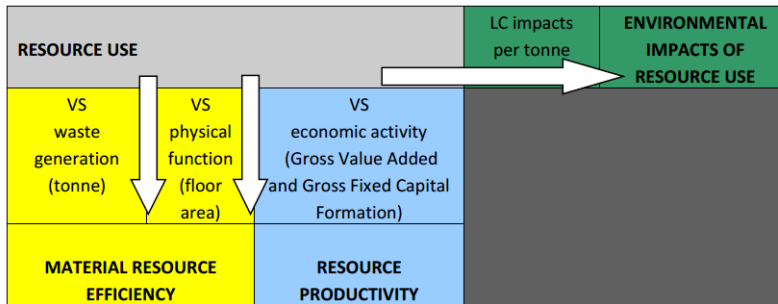 RESOURCE USE
LC impacts
per tonne
ENVIRONMENTAL
IMPACTS OF
RESOURCE USE
VS
waste
generation
(tonne)
VS
physical
function
(floor
area)
VS
economic activity
(Gross Value Added
and Gross Fixed Capital
Formation)
MATERIAL RESOURCE
EFFICIENCY
RESOURCE
PRODUCTIVITY